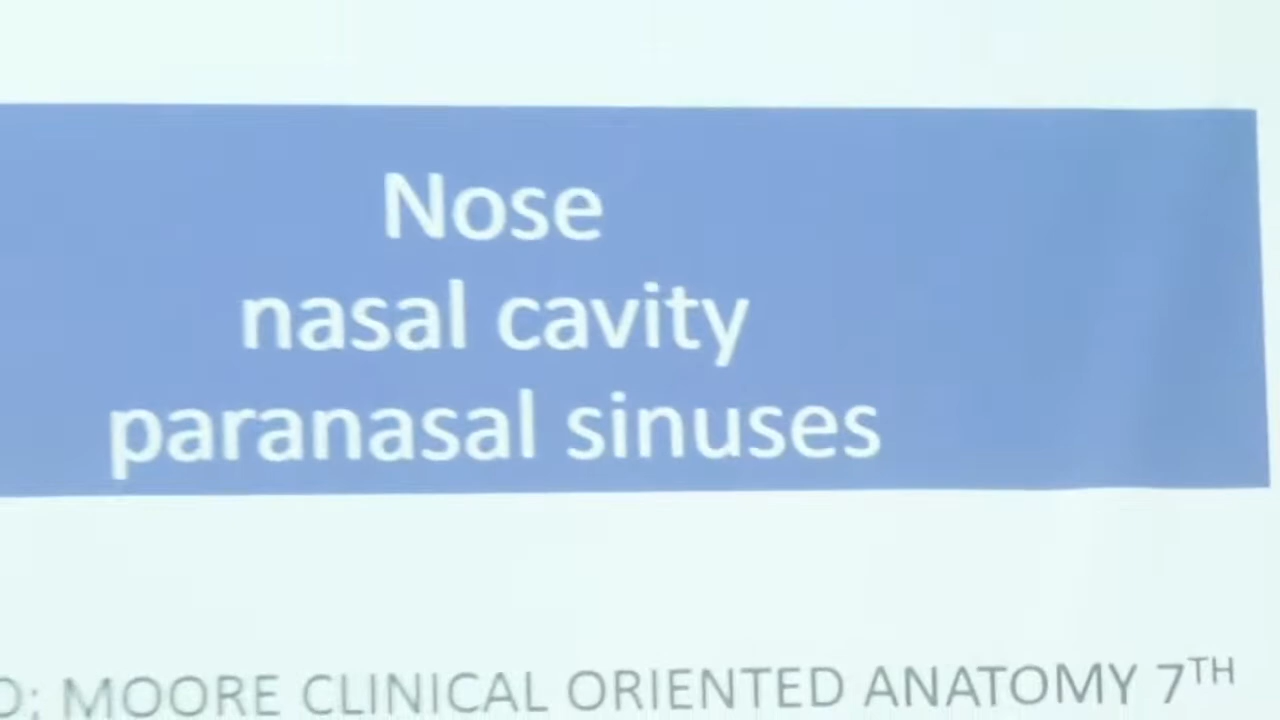 Nose
nasal cavity
paranasal sinuses
; MOORE CLINICAL ORIENTED ANATOMY 7TH